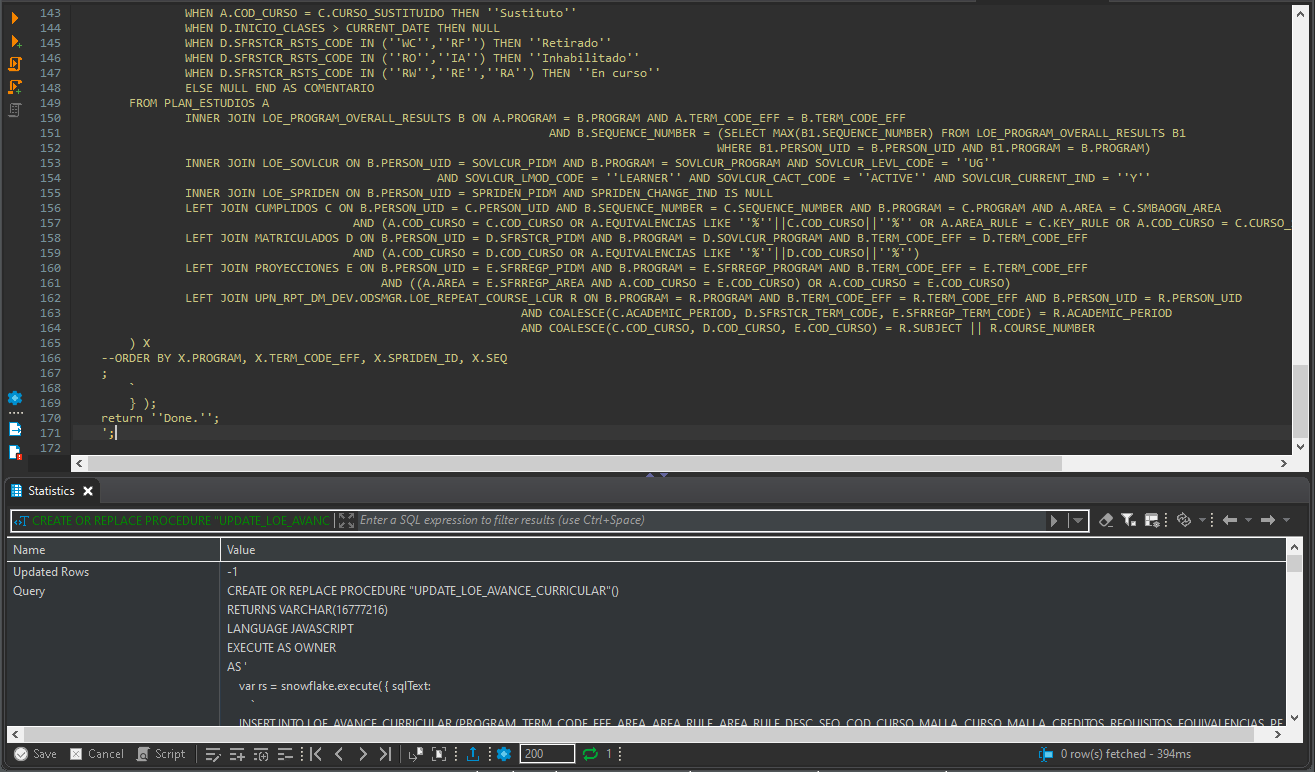 143 WHEN A.COD_CURSO = C.CURSO_SUSTITUIDO THEN ''Sustituto''
144 WHEN D.INICIO_CLASES > CURRENT_DATE THEN NULL
145 WHEN D.SFRSTCR_RSTS_CODE IN (''WC'',''RF'') THEN ''Retirado''
146 WHEN D.SFRSTCR_RSTS_CODE IN (''RO'',''IA'') THEN ''Inhabilitado''
147 WHEN D.SFRSTCR_RSTS_CODE IN (''RW'',''RE'',''RA'') THEN ''En curso''
148 ELSE NULL END AS COMENTARIO
149 FROM PLAN_ESTUDIOS A
150 INNER JOIN LOE_PROGRAM_OVERALL_RESULTS B ON A.PROGRAM = B.PROGRAM AND A.TERM_CODE_EFF = B.TERM_CODE_EFF
151 AND B.SEQUENCE_NUMBER = (SELECT MAX(B1.SEQUENCE_NUMBER) FROM LOE_PROGRAM_OVERALL_RESULTS B1
152 WHERE B1.PERSON_UID = B.PERSON_UID AND B1.PROGRAM = B.PROGRAM)
153 INNER JOIN LOE_SOVLCUR ON B.PERSON_UID = SOVLCUR_PIDM AND B.PROGRAM = SOVLCUR_PROGRAM AND SOVLCUR_LEVL_CODE = ''UG''
154 AND SOVLCUR_LMOD_CODE = ''LEARNER'' AND SOVLCUR_CACT_CODE = ''ACTIVE'' AND SOVLCUR_CURRENT_IND = ''Y''
155 INNER JOIN LOE_SPRIDEN ON B.PERSON_UID = SPRIDEN_PIDM AND SPRIDEN_CHANGE_IND IS NULL
156 LEFT JOIN CUMPLIDOS C ON B.PERSON_UID = C.PERSON_UID AND B.SEQUENCE_NUMBER = C.SEQUENCE_NUMBER AND B.PROGRAM = C.PROGRAM AND A.AREA = C.SMBAOGN_AREA
157 AND (A.COD_CURSO = C.COD_CURSO OR A.EQUIVALENCIAS LIKE ''%''||C.COD_CURSO||''%'' OR A.AREA_RULE = C.KEY_RULE OR A.COD_CURSO = C.CURSO_
158 LEFT JOIN MATRICULADOS D ON B.PERSON_UID = D.SFRSTCR_PIDM AND B.PROGRAM = D.SOVLCUR_PROGRAM AND B.TERM_CODE_EFF = D.TERM_CODE_EFF
159 AND (A.COD_CURSO = D.COD_CURSO OR A.EQUIVALENCIAS LIKE ''%''||D.COD_CURSO||''%'')
160 LEFT JOIN PROYECCIONES E ON B.PERSON_UID = E.SFRREGP_PIDM AND B.PROGRAM = E.SFRREGP_PROGRAM AND B.TERM_CODE_EFF = E.TERM_CODE_EFF
161 AND ((A.AREA = E.SFRREGP_AREA AND A.COD_CURSO = E.COD_CURSO) OR A.COD_CURSO = E.COD_CURSO)
162 LEFT JOIN UPN_RPT_DM_DEV.ODSMGR.LOE_REPEAT_COURSE_LCUR R ON B.PROGRAM = R.PROGRAM AND B.TERM_CODE_EFF = R.TERM_CODE_EFF AND B.PERSON_UID = R.PERSON_UID
163 AND COALESCE(C.ACADEMIC_PERIOD, D.SFRSTCR_TERM_CODE, E.SFRREGP_TERM_CODE) = R.ACADEMIC_PERIOD
164 AND COALESCE(C.COD_CURSO, D.COD_CURSO, E.COD_CURSO) = R.SUBJECT || R.COURSE_NUMBER
165 ) X
166 --ORDER BY X.PROGRAM, X.TERM_CODE_EFF, X.SPRIDEN_ID, X.SEQ
167 ;
168 `
169 } );
170 return ''Done.'';
171 ';
172
Statistics
CREATE OR REPLACE PROCEDURE "UPDATE_LOE_AVANC Enter a SQL expression to filter results (use Ctrl+Space)
Name Value
Updated Rows -1
Query CREATE OR REPLACE PROCEDURE "UPDATE_LOE_AVANCE_CURRICULAR"()
RETURNS VARCHAR(16777216)
LANGUAGE JAVASCRIPT
EXECUTE AS OWNER
AS '
var rs = snowflake.execute( { sqlText:
`
INSERT INTO LOE_AVANCE_CURRICULAR (PROGRAM, TERM_CODE_EFF, AREA, AREA_RULE, AREA_RULE_DESC, SEQ, COD_CURSO_MALLA, CURSO_MALLA, CREDITOS, REQUISITOS, EQUIVALENCIAS, PE
Save Cancel Script 200 1 0 row(s) fetched - 394ms